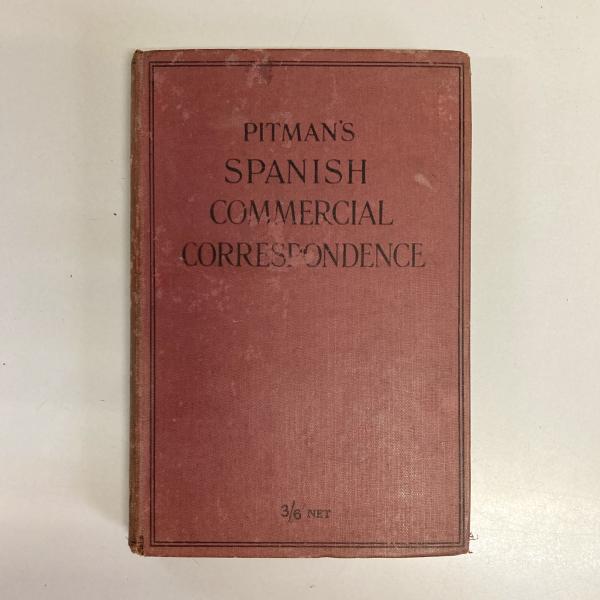 PITMAN'S
SPANISH
COMMERCIAL
CORRESPONDENCE
3/6 NET